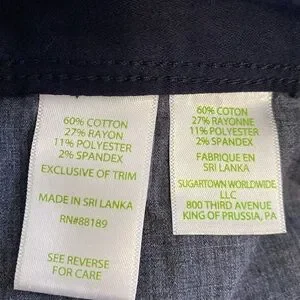 60% COTTON
27% RAYON
11% POLYESTER
2% SPANDEX
EXCLUSIVE OF TRIM
MADE IN SRI LANKA
RN#88189
SEE REVERSE
FOR CARE
60% COTTON
27% RAYONNE
11% POLYESTER
2% SPANDEX
FABRIQUE EN
SRI LANKA
SUGARTOWN WORLDWIDE
LLC
800 THIRD AVENUE
KING OF PRUSSIA, PA